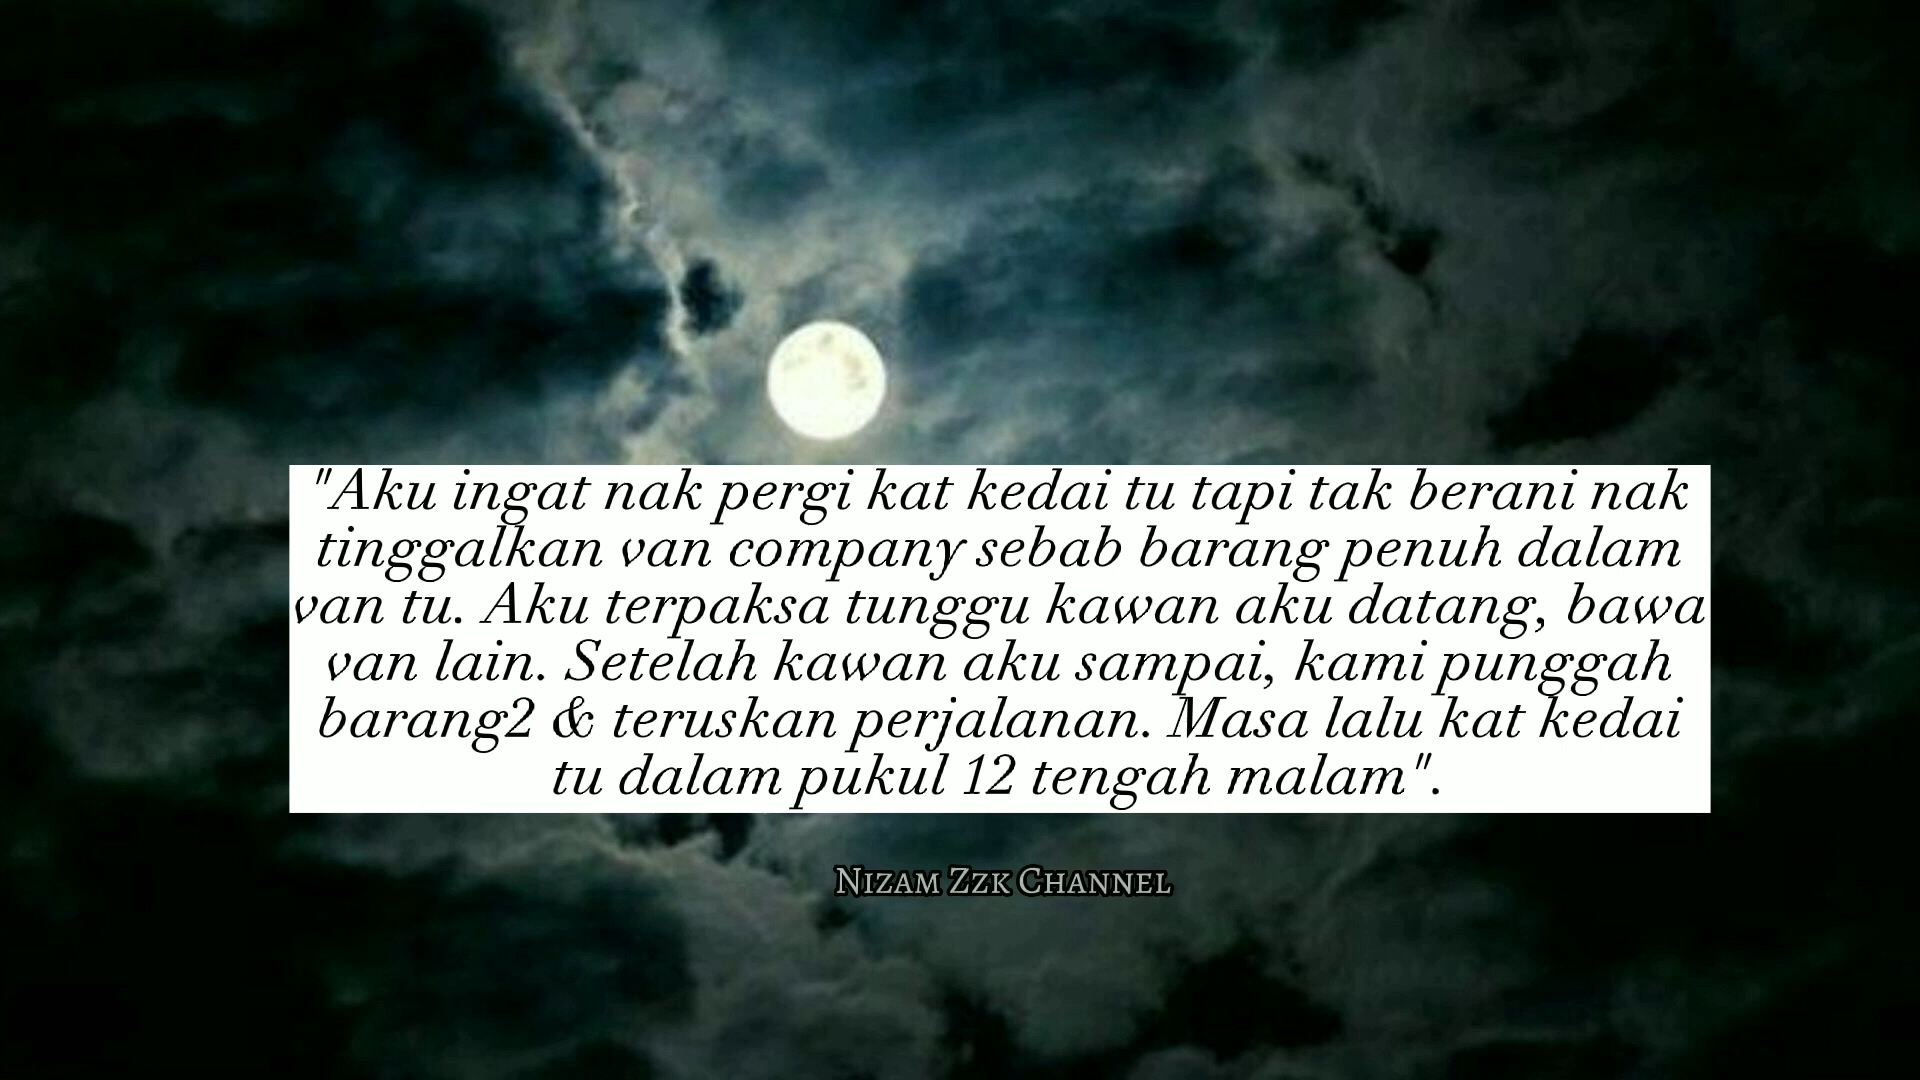 "Aku ingat nak pergi kat kedai tu tapi tak berani nak
tinggalkan van company sebab barang penuh dalam
van tu. Aku terpaksa tunggu kawan aku datang, bawa
van lain. Setelah kawan aku sampai, kami punggah
barang2 & teruskan perjalanan. Masa lalu kat kedai
tu dalam pukul 12 tengah malam".
Nizam Zzk Channel